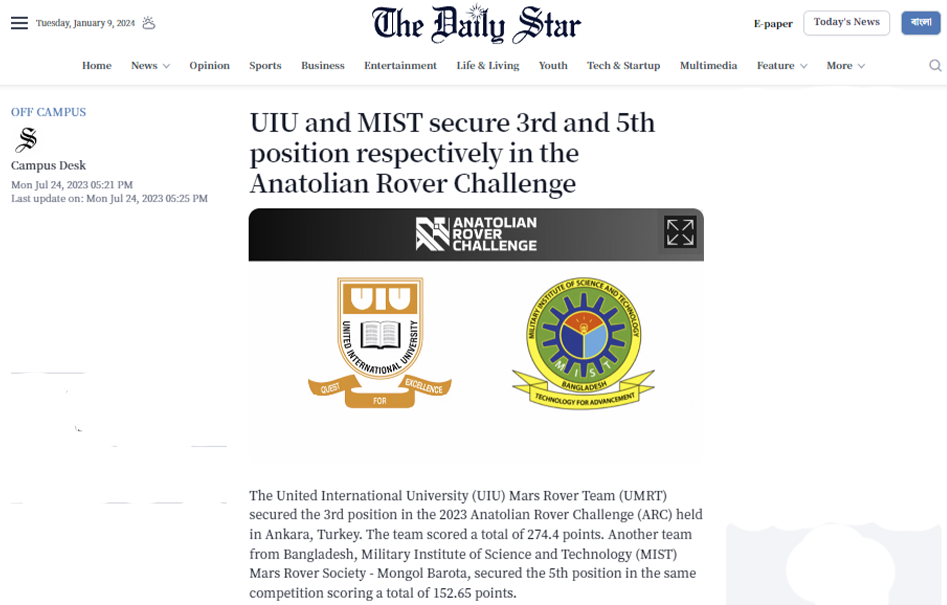 Tuesday, January 9, 2024
The Daily Star
E-paper
Today's News
বাংলা
Home News Opinion Sports Business Entertainment Life & Living Youth Tech & Startup Multimedia Feature More
OFF CAMPUS
S
Campus Desk
Mon Jul 24, 2023 05:21 PM
Last update on: Mon Jul 24, 2023 05:25 PM
UIU and MIST secure 3rd and 5th
position respectively in the
Anatolian Rover Challenge
ANATOLIAN
ROVER
CHALLENGE
UIU
UNITED INTERNATIONAL UNIVERSITY
QUEST
FOR
EXCELLENCE
MILITARY INSTITUTE OF SCIENCE AND TECHNOLOGY
MIST
BANGLADESH
TECHNOLOGY FOR ADVANCEMENT
The United International University (UIU) Mars Rover Team (UMRT)
secured the 3rd position in the 2023 Anatolian Rover Challenge (ARC) held
in Ankara, Turkey. The team scored a total of 274.4 points. Another team
from Bangladesh, Military Institute of Science and Technology (MIST)
Mars Rover Society - Mongol Barota, secured the 5th position in the same
competition scoring a total of 152.65 points.